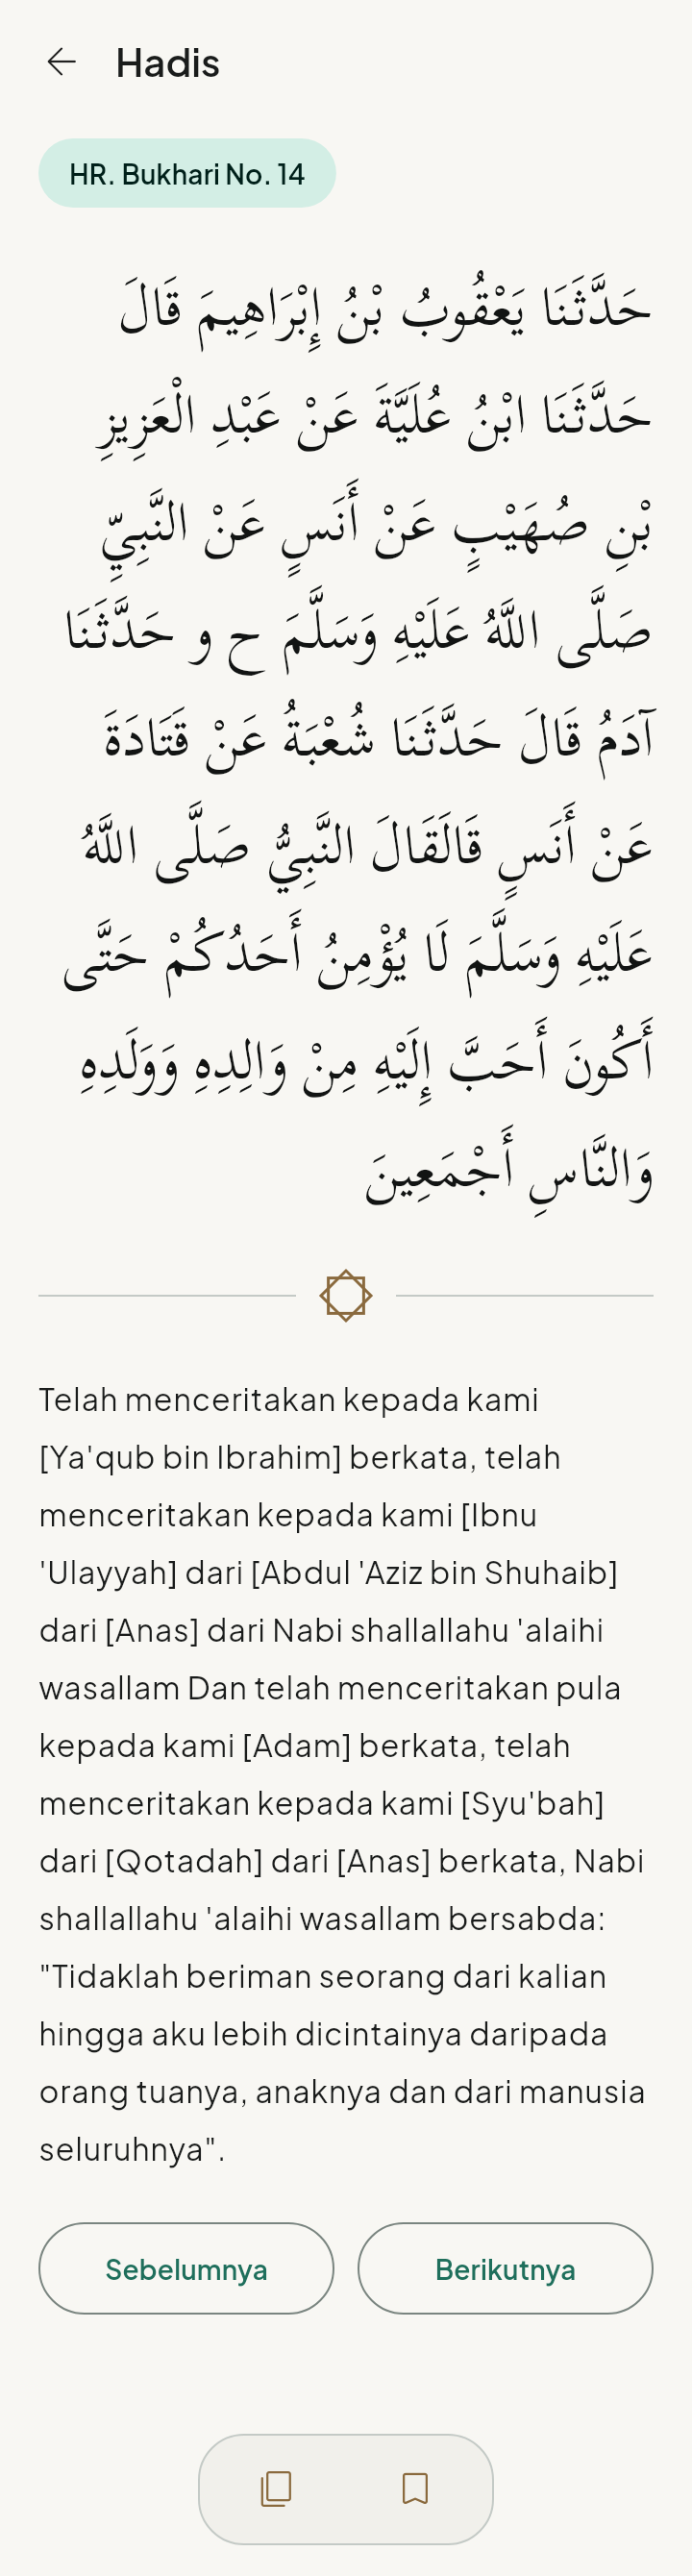 Hadis
HR. Bukhari No. 14
حَدَّثَنَا يَعْقُوبُ بْنُ إِبْرَاهِيمَ قَالَ
حَدَّثَنَا ابْنُ عُلَيَّةَ عَنْ عَبْدِ الْعَزِيزِ
بْنِ صُهَيْبٍ عَنْ أَنَسٍ عَنْ النَّبِيِّ
صَلَّى اللَّهُ عَلَيْهِ وَسَلَّمَ ح و حَدَّثَنَا
آدَمُ قَالَ حَدَّثَنَا شُعْبَةُ عَنْ قَتَادَةَ
عَنْ أَنَسٍ قَالَقَالَ النَّبِيُّ صَلَّى اللَّهُ
عَلَيْهِ وَسَلَّمَ لَا يُؤْمِنُ أَحَدُكُمْ حَتَّى
أَكُونَ أَحَبَّ إِلَيْهِ مِنْ وَالِدِهِ وَوَلَدِهِ
وَالنَّاسِ أَجْمَعِينَ
Telah menceritakan kepada kami
[Ya'qub bin Ibrahim] berkata, telah
menceritakan kepada kami [Ibnu
'Ulayyah] dari [Abdul 'Aziz bin Shuhaib]
dari [Anas] dari Nabi shallallahu 'alaihi
wasallam Dan telah menceritakan pula
kepada kami [Adam] berkata, telah
menceritakan kepada kami [Syu'bah]
dari [Qotadah] dari [Anas] berkata, Nabi
shallallahu 'alaihi wasallam bersabda:
"Tidaklah beriman seorang dari kalian
hingga aku lebih dicintainya daripada
orang tuanya, anaknya dan dari manusia
seluruhnya".
Sebelumnya
Berikutnya